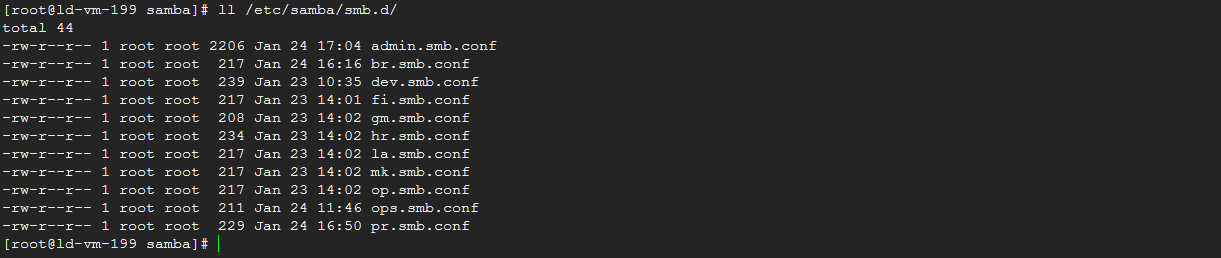 [root@ld-vm-199 samba]# ll /etc/samba/smb.d/
total 44
-rw-r--r-- 1 root root 2206 Jan 24 17:04 admin.smb.conf
-rw-r--r-- 1 root root  217 Jan 24 16:16 br.smb.conf
-rw-r--r-- 1 root root  239 Jan 23 10:35 dev.smb.conf
-rw-r--r-- 1 root root  217 Jan 23 14:01 fi.smb.conf
-rw-r--r-- 1 root root  208 Jan 23 14:02 gm.smb.conf
-rw-r--r-- 1 root root  234 Jan 23 14:02 hr.smb.conf
-rw-r--r-- 1 root root  217 Jan 23 14:02 la.smb.conf
-rw-r--r-- 1 root root  217 Jan 23 14:02 mk.smb.conf
-rw-r--r-- 1 root root  217 Jan 23 14:02 op.smb.conf
-rw-r--r-- 1 root root  211 Jan 24 11:46 ops.smb.conf
-rw-r--r-- 1 root root  229 Jan 24 16:50 pr.smb.conf
[root@ld-vm-199 samba]#